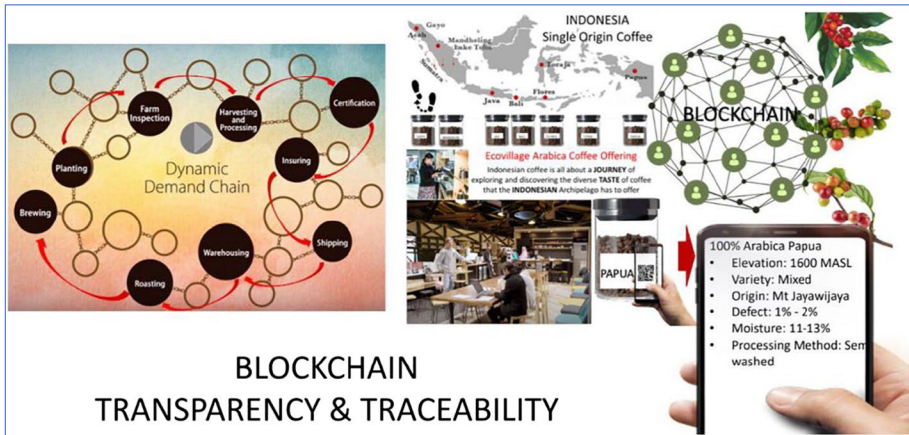 Farm
Inspection
Harvesting
and
Processing
Certification
Planting
Dynamic
Demand Chain
Insuring
Brewing
Shipping
Warehousing
Roasting
INDONESIA
Single Origin Coffee
Gayo
Aceh
Mandheling
Lake Toba
Sumatra
Toraja
Papua
Java
Bali
Flores
Ecovillage Arabica Coffee Offering
Indonesian coffee is all about a JOURNEY of
exploring and discovering the diverse TASTE of coffee
that the INDONESIAN Archipelago has to offer
PAPUA
BLOCKCHAIN
100% Arabica Papua
• Elevation: 1600 MASL
• Variety: Mixed
• Origin: Mt Jayawijaya
• Defect: 1% - 2%
• Moisture: 11-13%
• Processing Method: Sem
washed
BLOCKCHAIN
TRANSPARENCY & TRACEABILITY